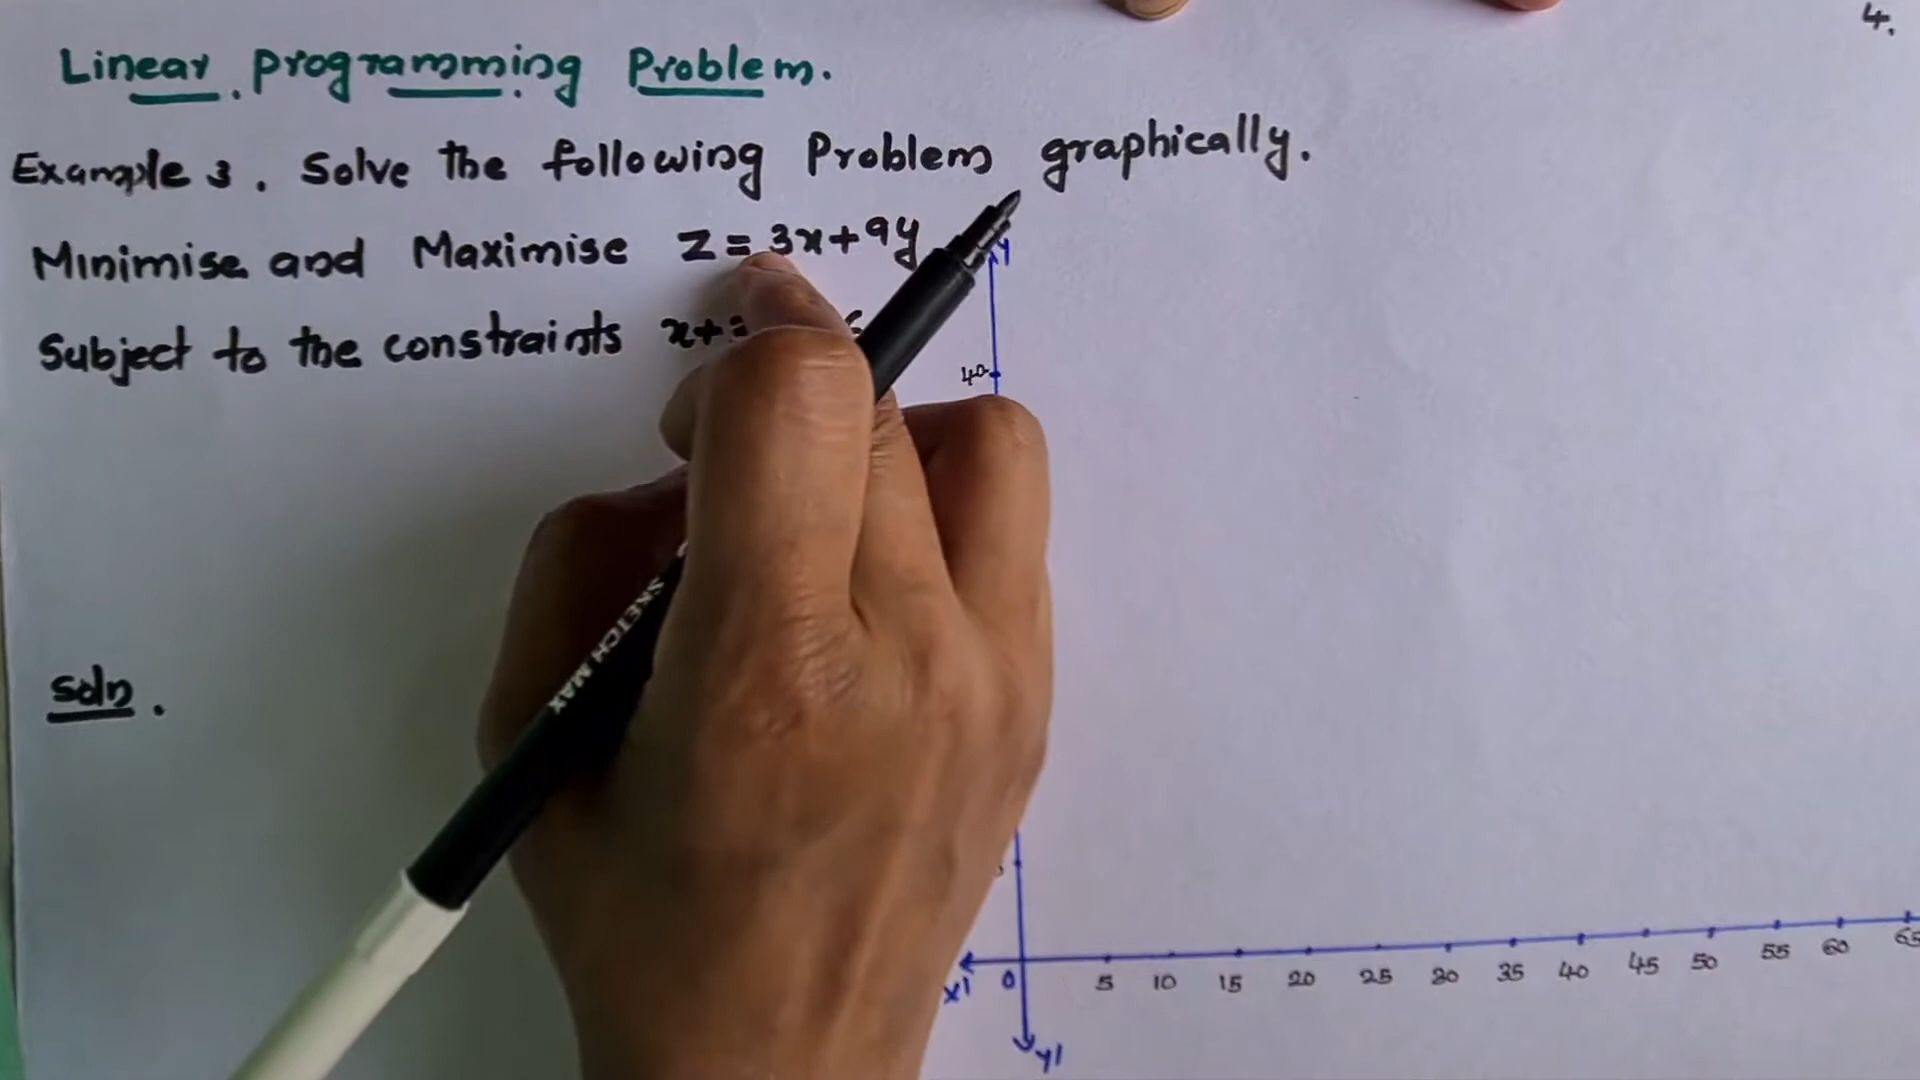 4.
Linear programming Problem.
Example 3. Solve the following Problem graphically.
Minimise and Maximise Z = 3x+9y
Subject to the constraints x+
Y
40
Soln.
SKETCH MAX
X1 0 5 10 15 20 25 30 35 40 45 50 55 60 65
Y1